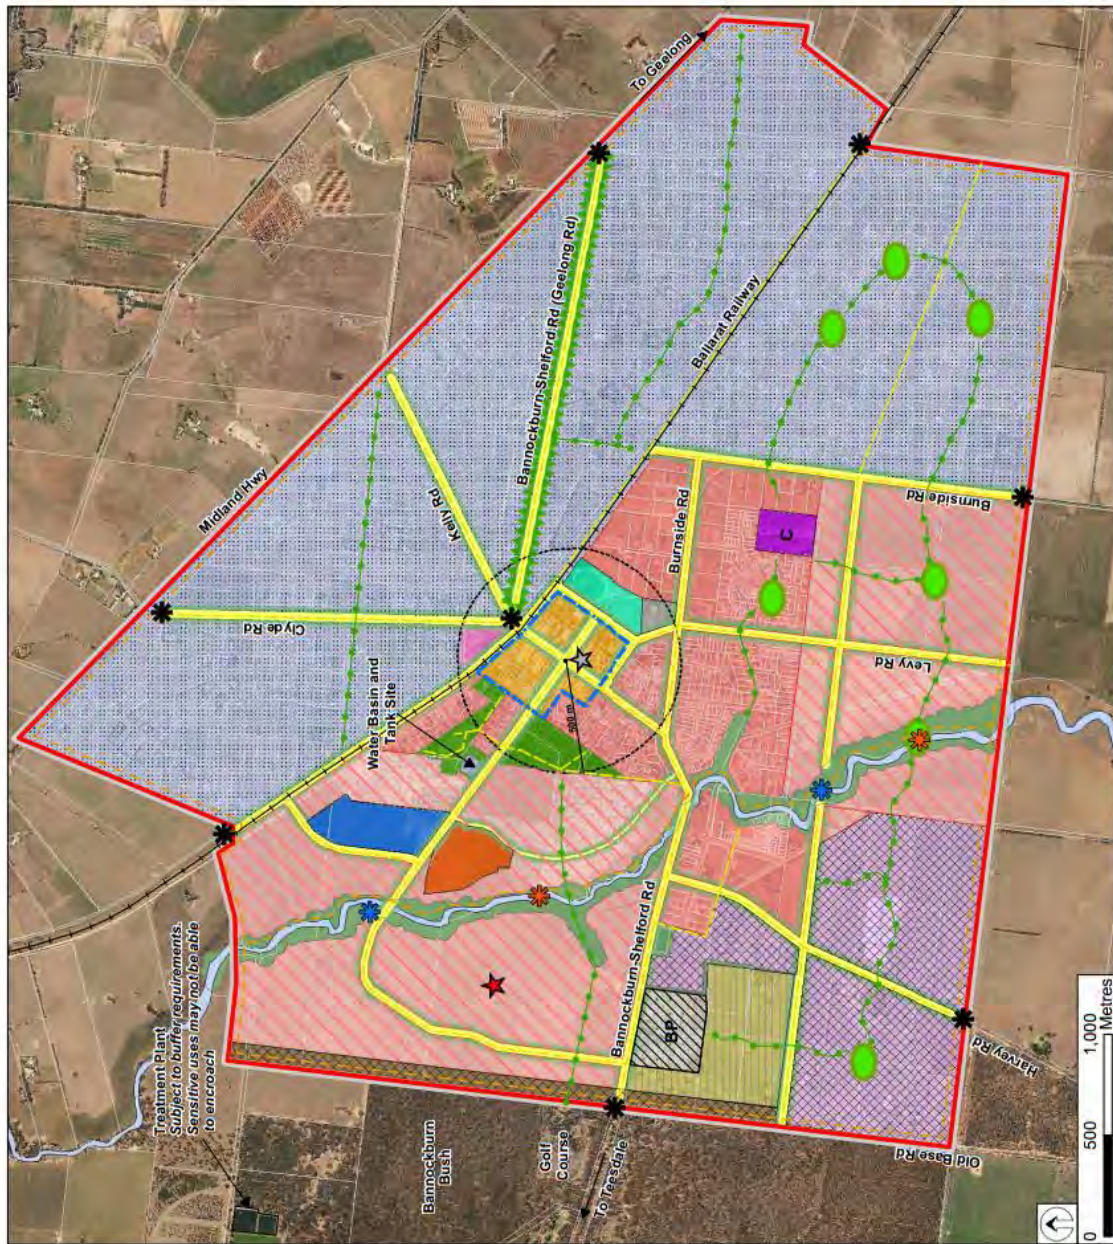 To Geelong
Midland Hwy
Bannockburn-Shelford Rd (Geelong Rd)
Kelly Rd
Clyde Rd
Ballarat Railway
Water Basin and
Tank Site
500 m
Burnside Rd
Burnside Rd
C
Levy Rd
Treatment Plant
Subject to buffer requirements.
Sensitive uses may not be able
to encroach
Bannockburn
Bush
Golf
Course
To Teesdale
Bannockburn-Shelford Rd
BP
Harvey Rd
Old Base Rd
0 500 1,000
Metres